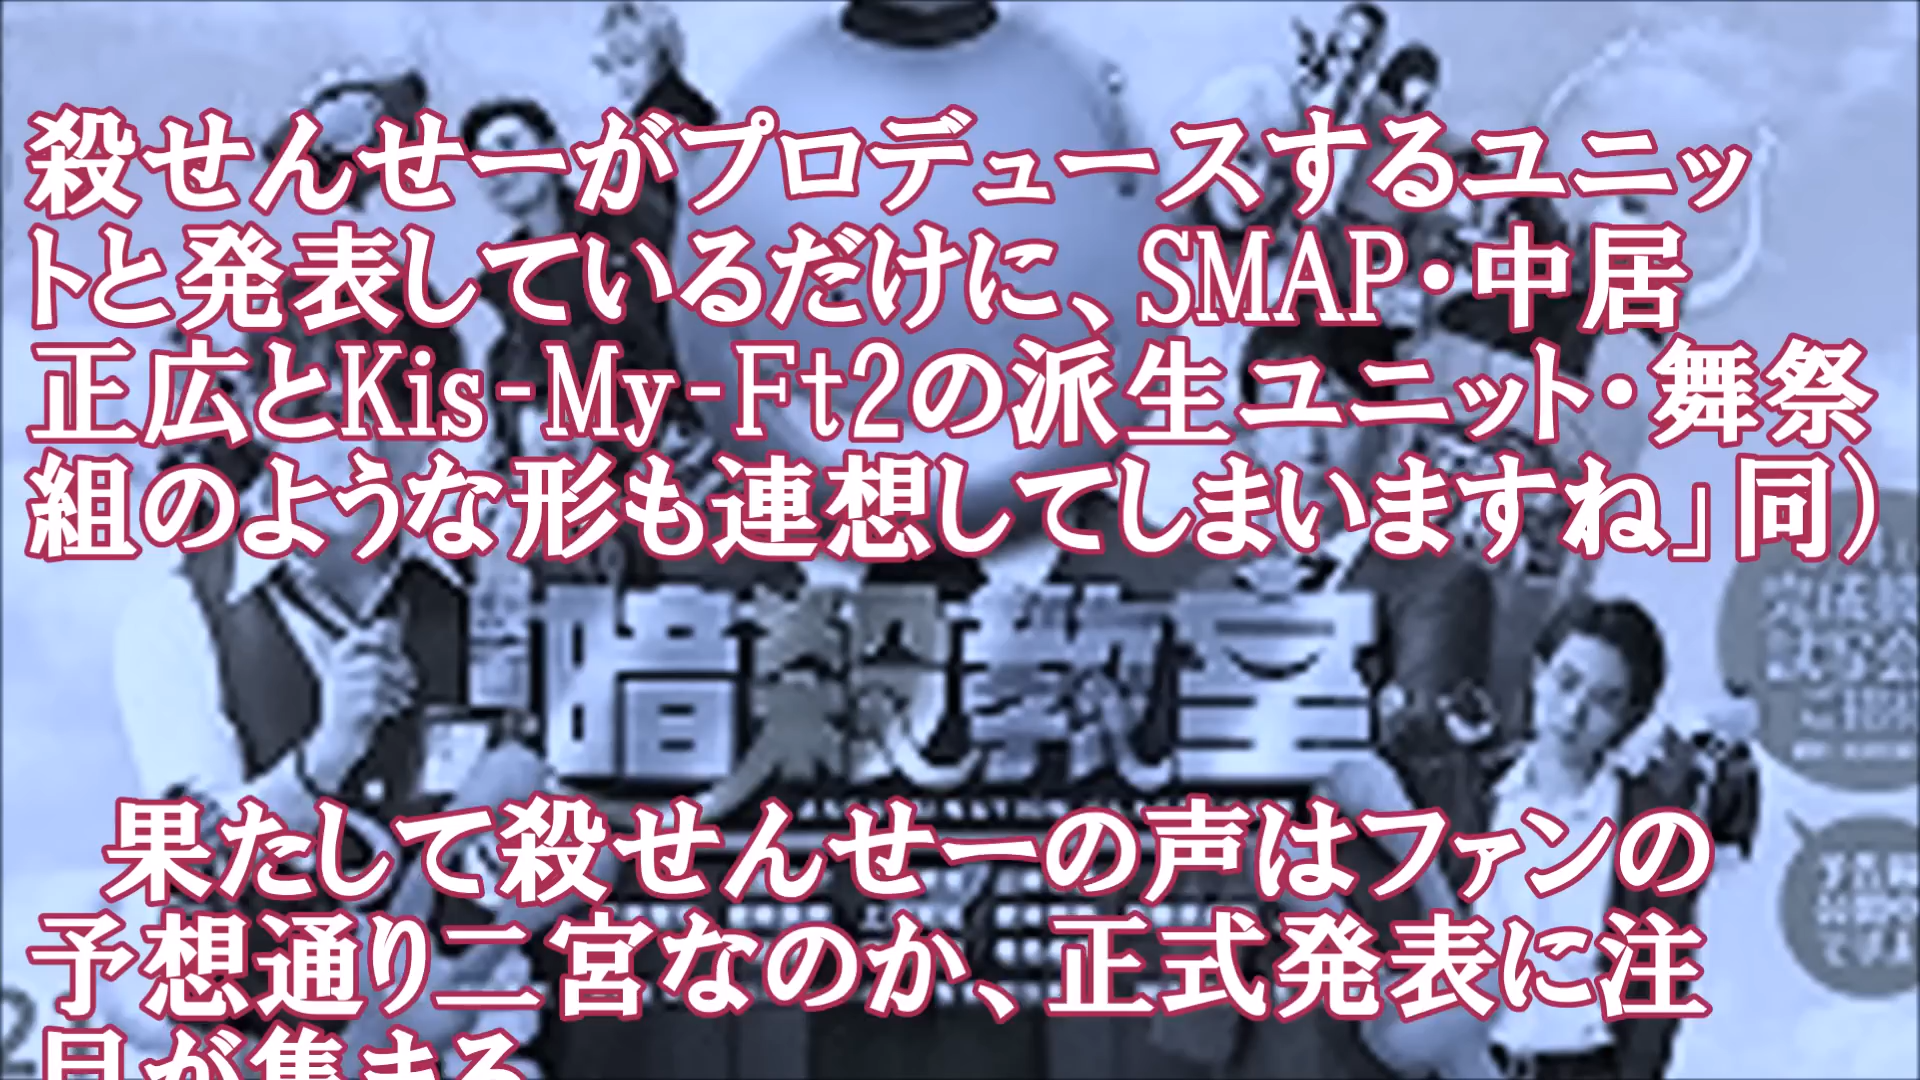 殺せんせーがプロデュースするユニッ
トと発表しているだけに、SMAP・中居
正広とKis-My-Ft2の派生ユニット・舞祭
組のような形も連想してしまいますね」同）
暗殺教室
果たして殺せんせーの声はファンの
予想通り二宮なのか、正式発表に注
目が集まる